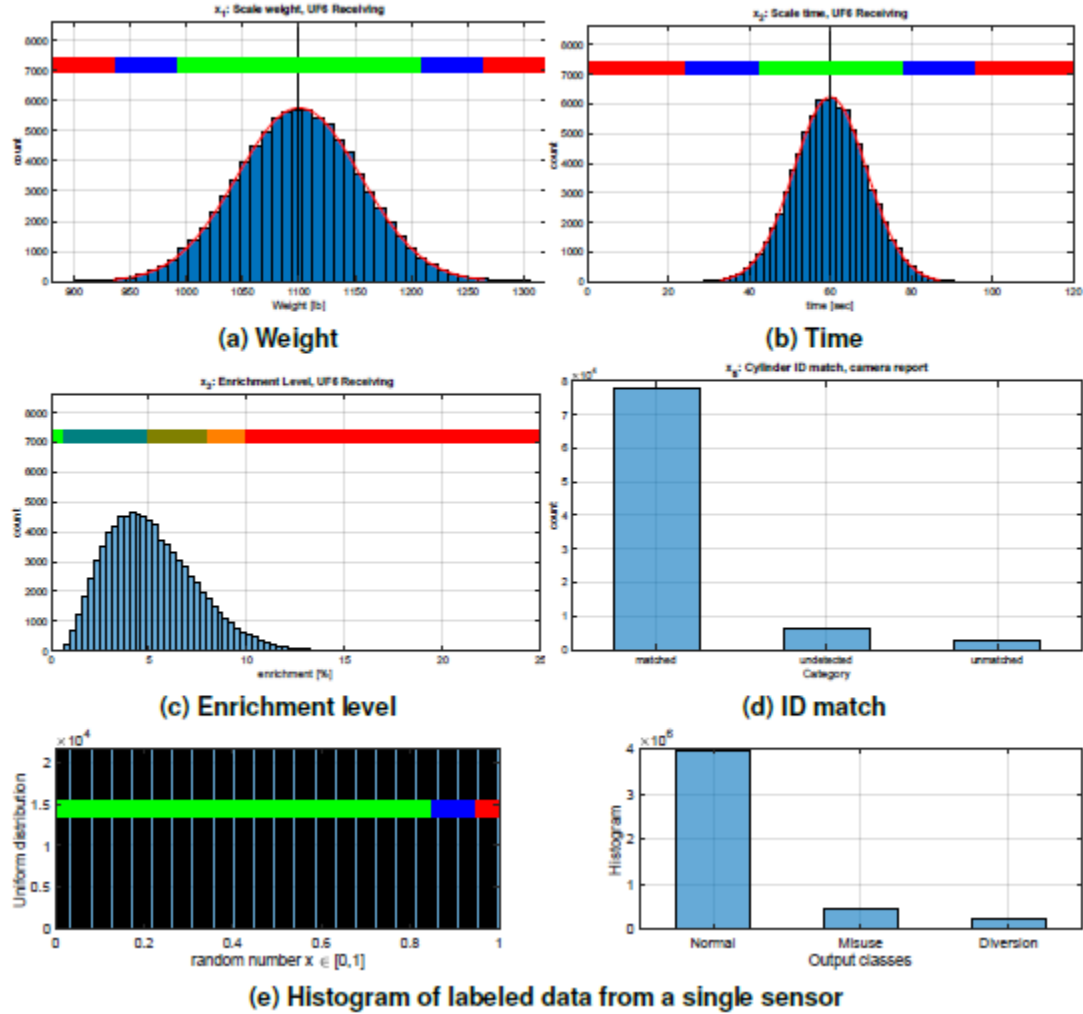 x₁: Scale weight, UF6 Receiving
8000
7000
6000
5000
4000
3000
2000
1000
0
count
900 950 1000 1050 1100 1150 1200 1250 1300
Weight [lb]
(a) Weight
x₂: Scale time, UF6 Receiving
8000
7000
6000
5000
4000
3000
2000
1000
0
count
0 20 40 60 80 100 120
time [sec]
(b) Time
x₃: Enrichment Level, UF6 Receiving
8000
7000
6000
5000
4000
3000
2000
1000
0
count
0 5 10 15 20 25
enrichment [%]
(c) Enrichment level
Cylinder ID match, camera report
8
7
6
5
4
3
2
1
0
count
matched undetected unmatched
Category
(d) ID match
×10⁴
2
1.5
1
0.5
0
Uniform distribution
0 0.2 0.4 0.6 0.8 1
random number x ∈ [0,1]
4
3
2
1
0
Histogram
Normal Misuse Diversion
Output classes
(e) Histogram of labeled data from a single sensor